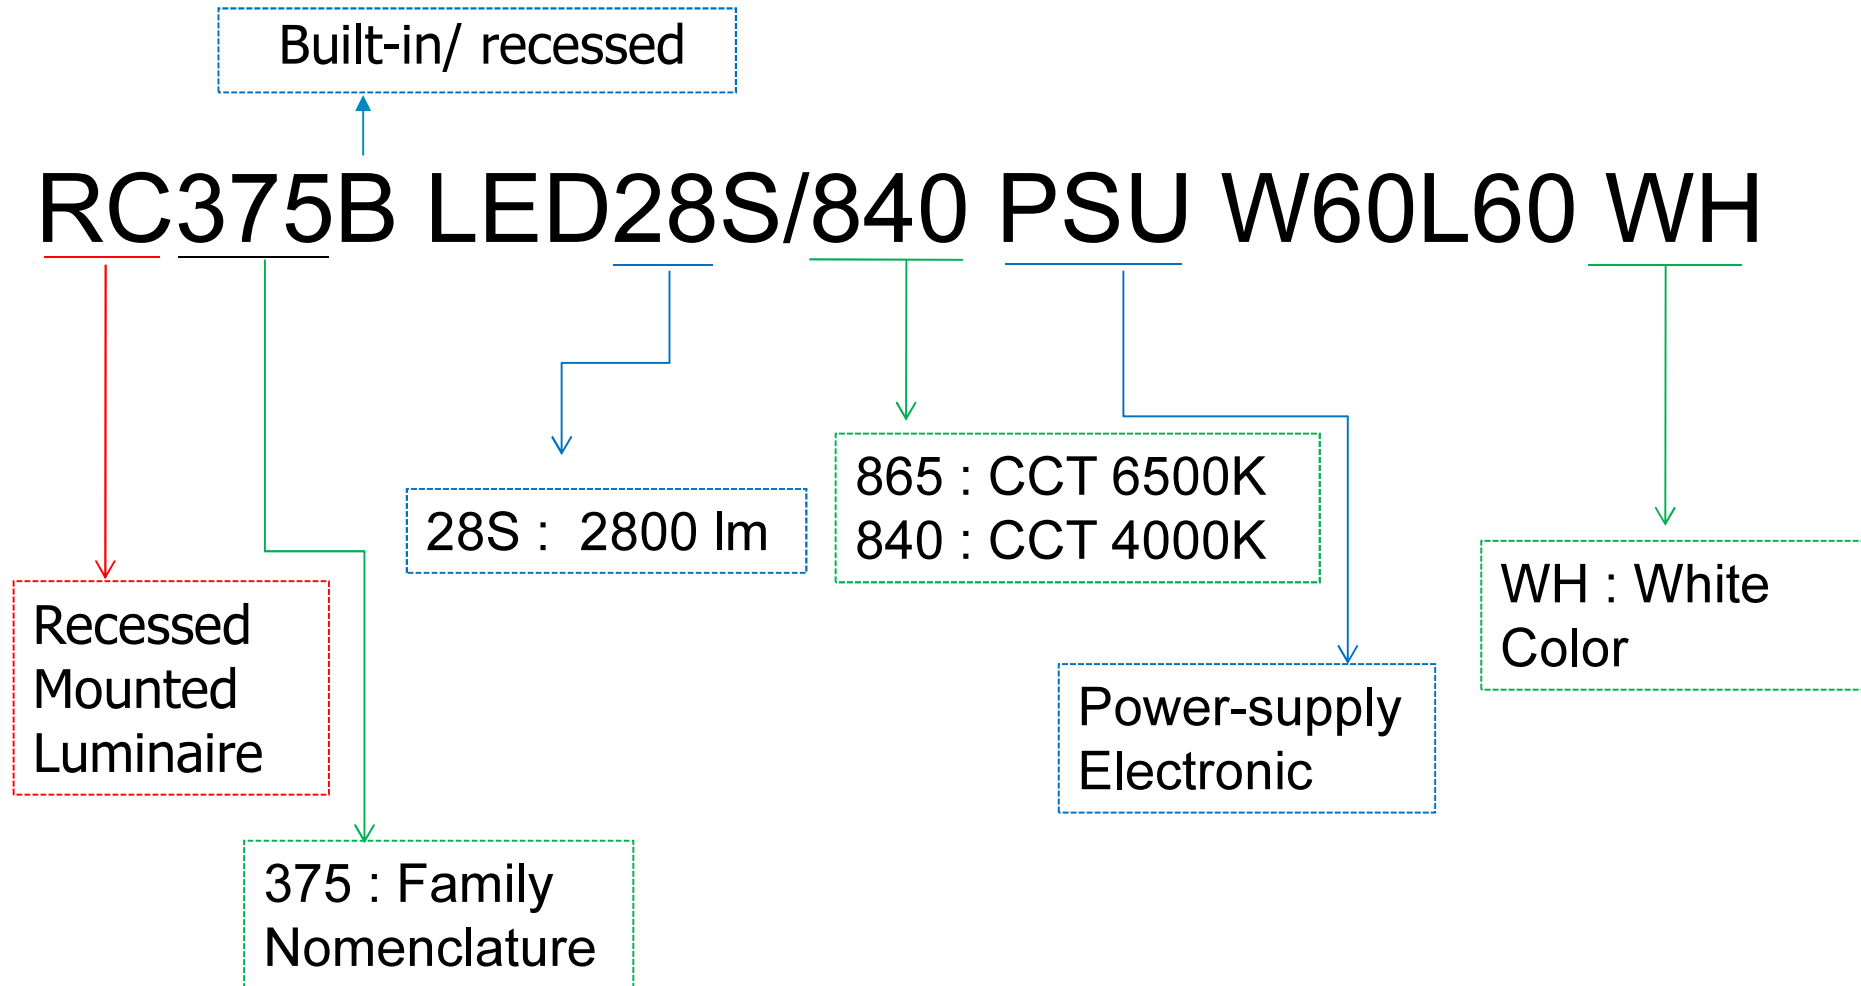 Built-in/ recessed
RC375B LED28S/840 PSU W60L60 WH
865 : CCT 6500K
840 : CCT 4000K
28S :  2800 lm
WH : White
Color
Recessed
Mounted
Luminaire
Power-supply
Electronic
375 : Family
Nomenclature